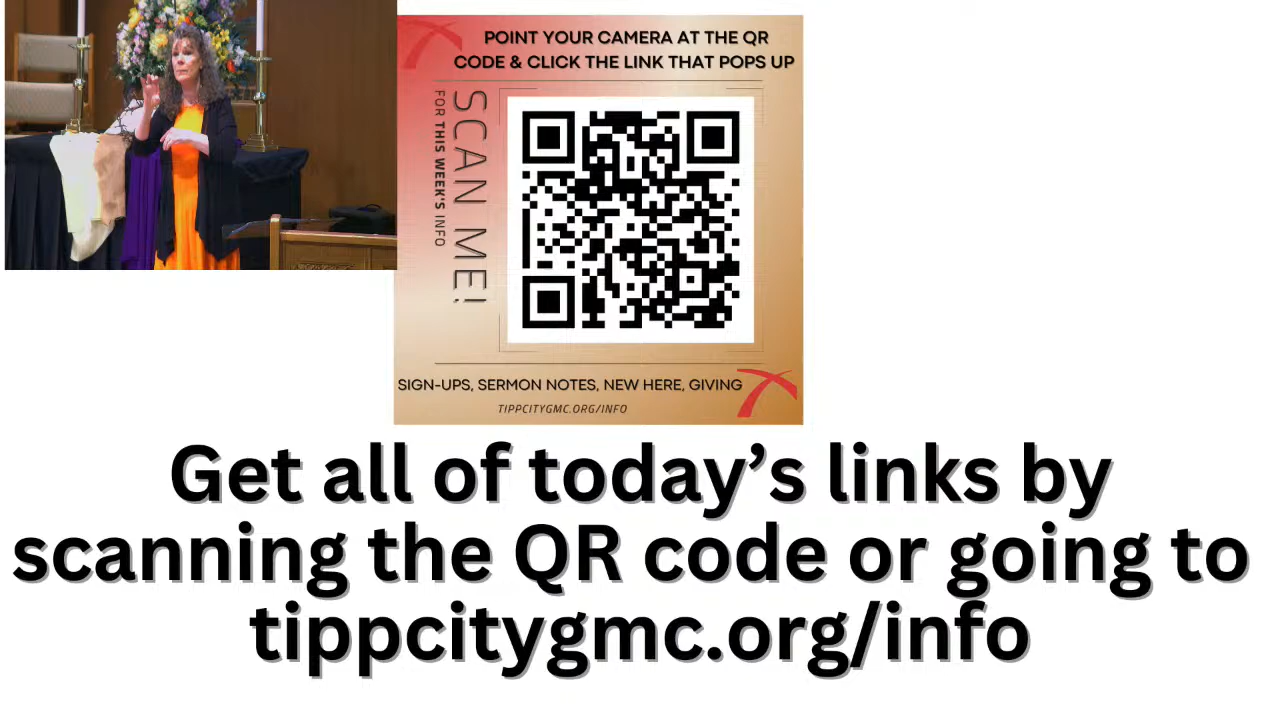 POINT YOUR CAMERA AT THE QR
CODE & CLICK THE LINK THAT POPS UP
SCAN ME!
FOR THIS WEEK'S INFO
SIGN-UPS, SERMON NOTES, NEW HERE, GIVING
TIPPCITYGMC.ORG/INFO
Get all of today’s links by
scanning the QR code or going to
tippcitygmc.org/info